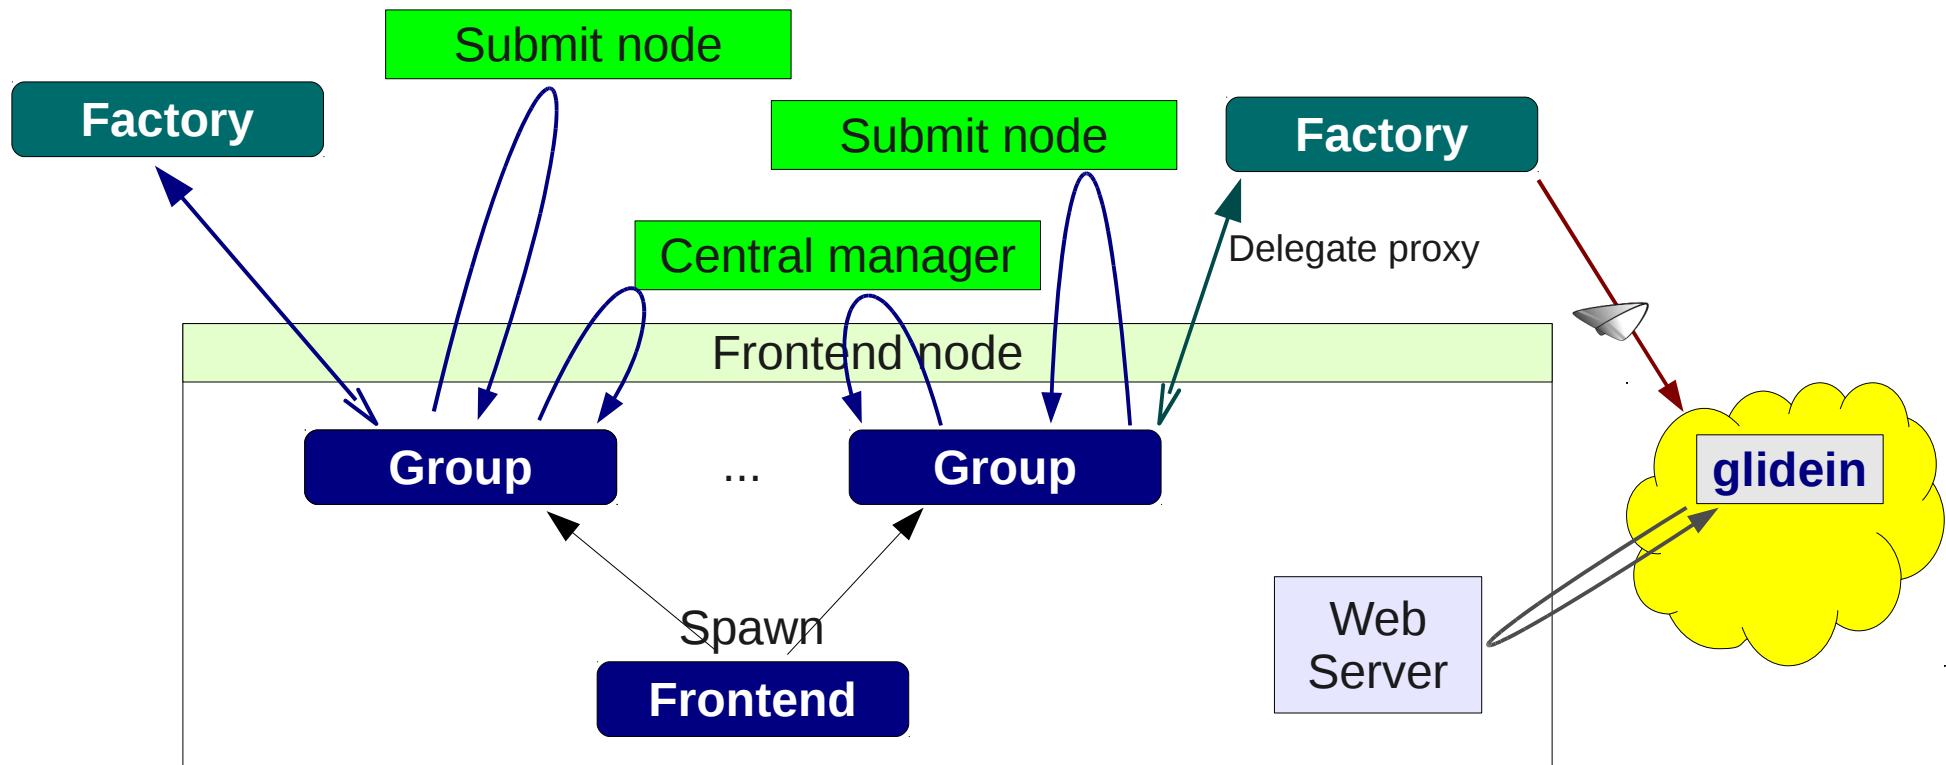 Submit node
Factory
Submit node
Factory
Central manager
Delegate proxy
Frontend node
Group
...
Group
glidein
Spawn
Web
Server
Frontend